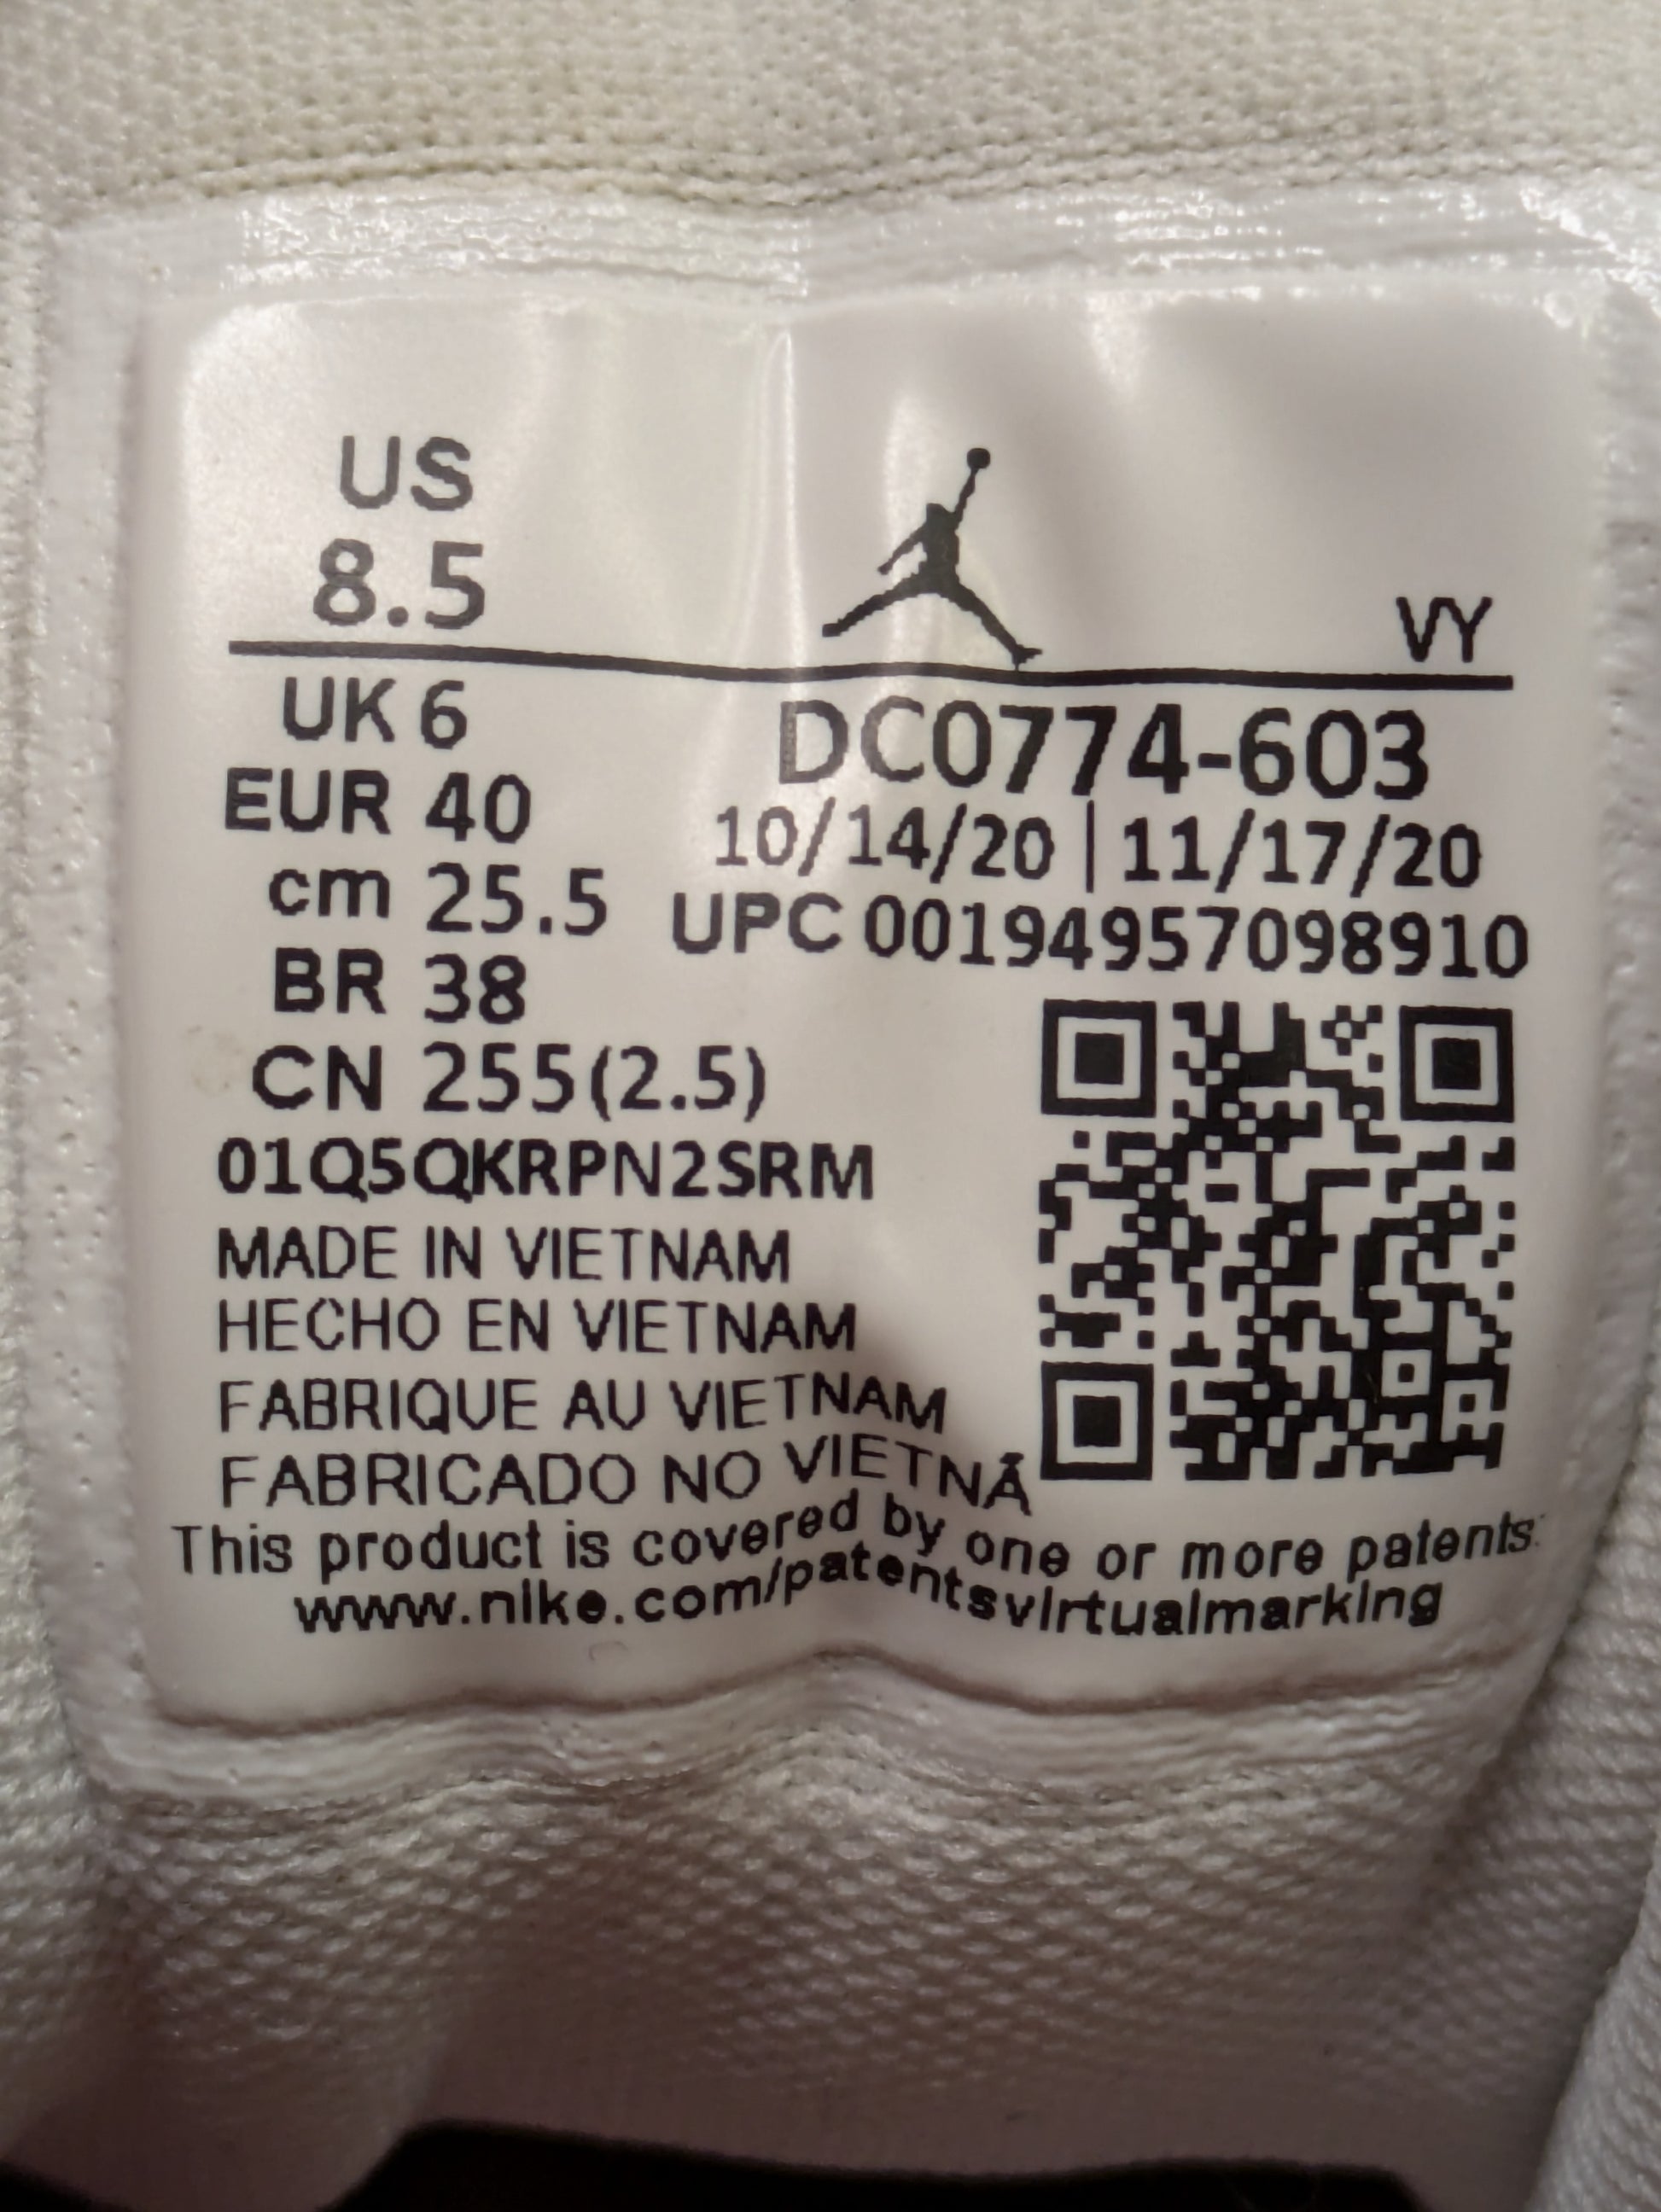 US
8.5
VY
UK 6
EUR 40
cm 25.5
BR 38
CN 255(2.5)
DC0774-603
10/14/20 | 11/17/20
UPC 00194957098910
01Q5QKRPN2SRM
MADE IN VIETNAM
HECHO EN VIETNAM
FABRIQUE AU VIETNAM
FABRICADO NO VIETNÃ
This product is covered by one or more patents:
www.nike.com/patentsvirtualmarking